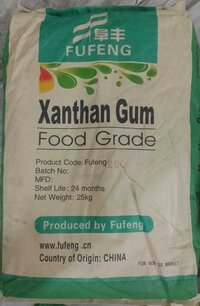 阜丰
FUFENG
Xanthan Gum
Food Grade
Product Code: Fufeng 200
Batch No:
MFD:
Shelf Life: 24 months
Net Weight: 25kg
Produced by Fufeng
www.fufeng.cn
Country of Origin: CHINA